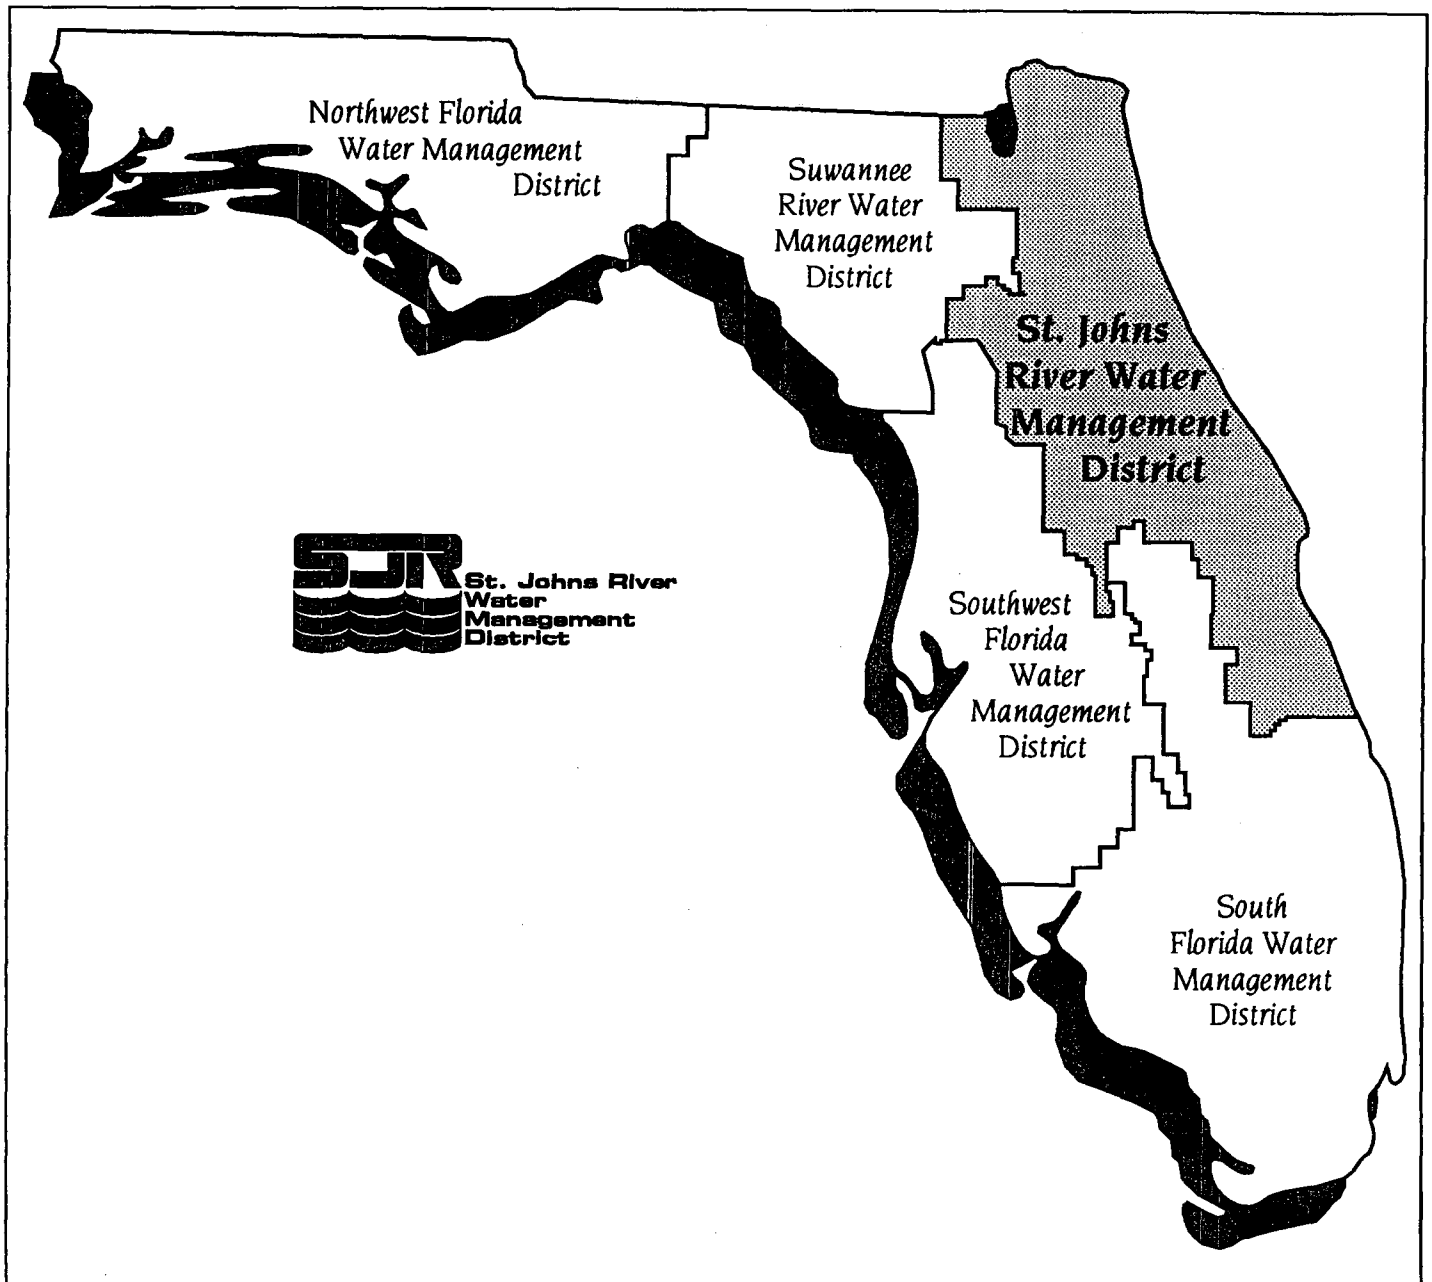 Northwest Florida
Water Management
District
Suwannee
River Water
Management
District
St. Johns
River Water
Management
District
SJR
St. Johns River
Water
Management
District
Southwest
Florida
Water
Management
District
South
Florida Water
Management
District